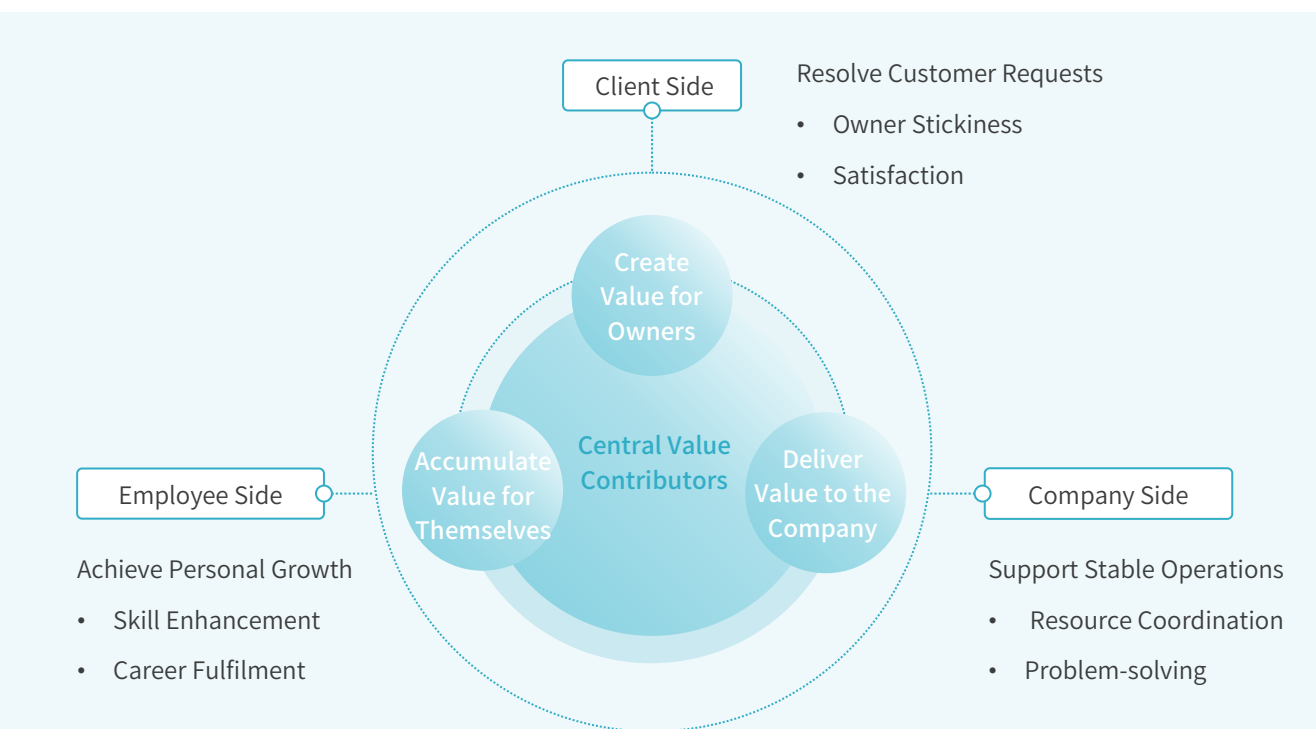 Client Side
Resolve Customer Requests
• Owner Stickiness
• Satisfaction
Create
Value for
Owners
Central Value
Contributors
Accumulate
Value for
Themselves
Deliver
Value to the
Company
Employee Side
Achieve Personal Growth
• Skill Enhancement
• Career Fulfilment
Company Side
Support Stable Operations
• Resource Coordination
• Problem-solving